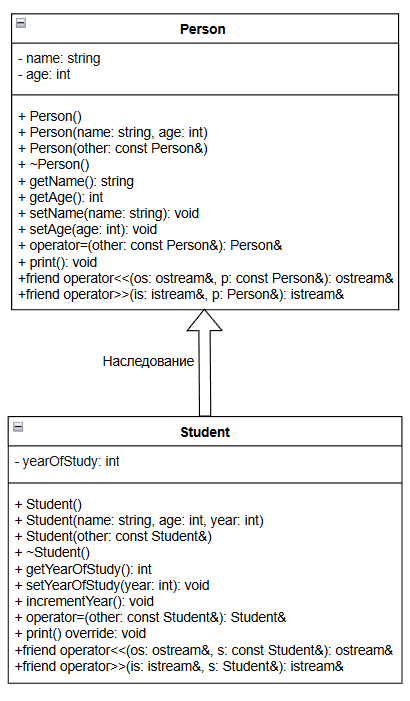 Person
- name: string
- age: int
+ Person()
+ Person(name: string, age: int)
+ Person(other: const Person&)
+ ~Person()
+ getName(): string
+ getAge(): int
+ setName(name: string): void
+ setAge(age: int): void
+ operator=(other: const Person&): Person&
+ print(): void
+friend operator<<(os: ostream&, p: const Person&): ostream&
+friend operator>>(is: istream&, p: Person&): istream&
Наследование
Student
- yearOfStudy: int
+ Student()
+ Student(name: string, age: int, year: int)
+ Student(other: const Student&)
+ ~Student()
+ getYearOfStudy(): int
+ setYearOfStudy(year: int): void
+ incrementYear(): void
+ operator=(other: const Student&): Student&
+ print() override: void
+friend operator<<(os: ostream&, s: const Student&): ostream&
+friend operator>>(is: istream&, s: Student&): istream&